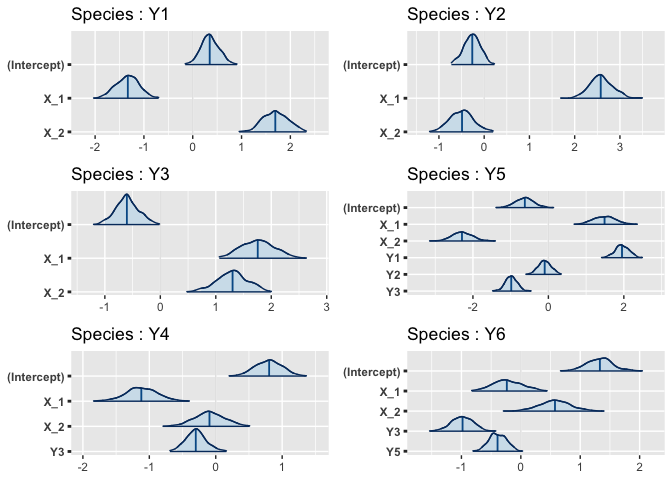 Species : Y1
(Intercept)
X_1
X_2
-2 -1 0 1 2
Species : Y2
(Intercept)
X_1
X_2
-1 0 1 2 3
Species : Y3
(Intercept)
X_1
X_2
-1 0 1 2 3
Species : Y5
(Intercept)
X_1
X_2
Y1
Y2
Y3
-2 0 2
Species : Y4
(Intercept)
X_1
X_2
Y3
-2 -1 0 1
Species : Y6
(Intercept)
X_1
X_2
Y3
Y5
-1 0 1 2